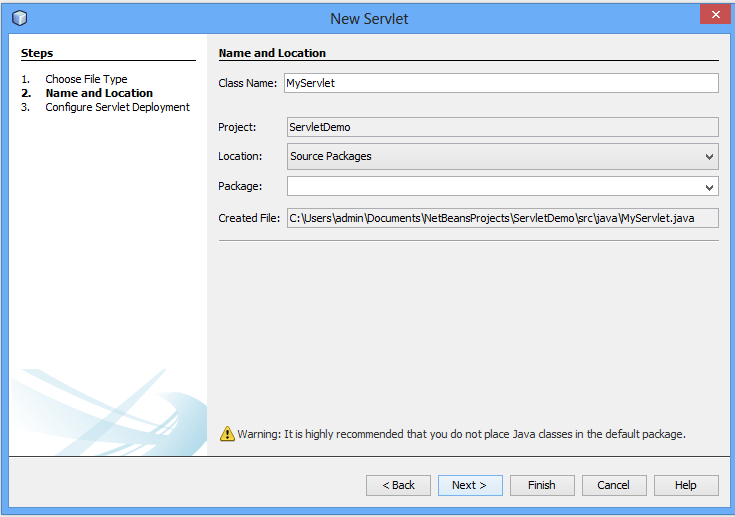 New Servlet
Steps
1. Choose File Type
2. Name and Location
3. Configure Servlet Deployment
Name and Location
Class Name: MyServlet
Project: ServletDemo
Location: Source Packages
Package:
Created File: C:\Users\admin\Documents\NetBeansProjects\ServletDemo\src\java\MyServlet.java
Warning: It is highly recommended that you do not place Java classes in the default package.
< Back Next > Finish Cancel Help